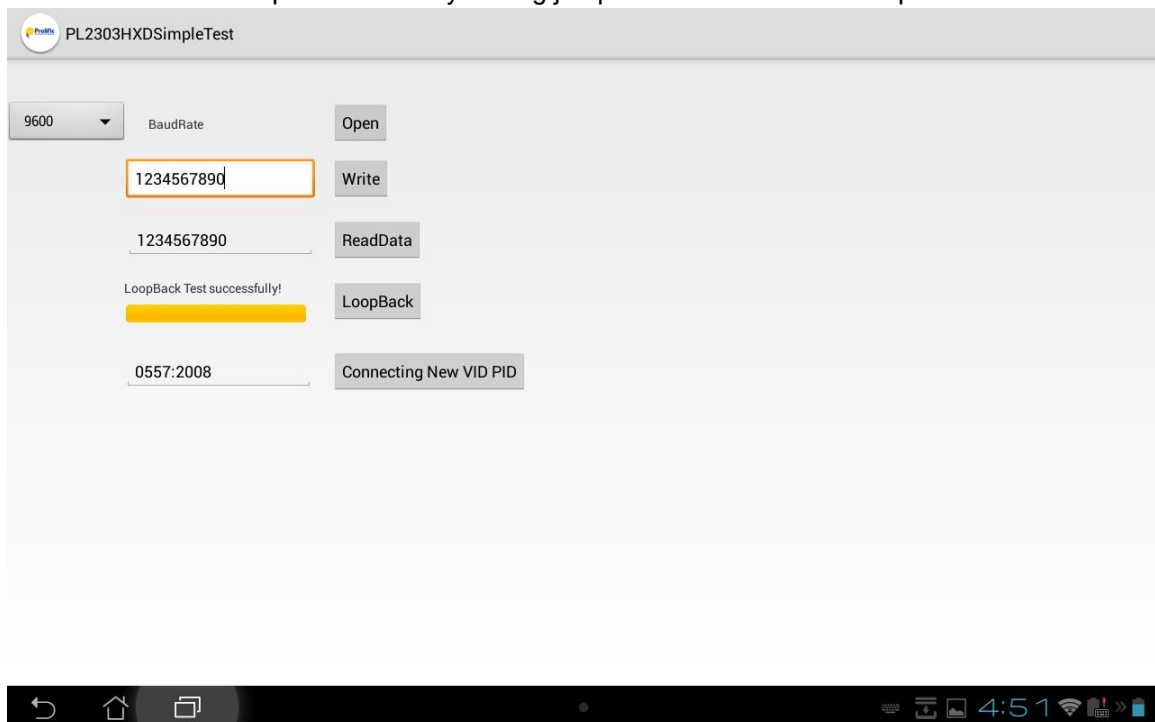 PL2303HXDSimpleTest
9600 BaudRate Open
1234567890 Write
1234567890 ReadData
LoopBack Test successfully!
LoopBack
0557:2008 Connecting New VID PID
4:51